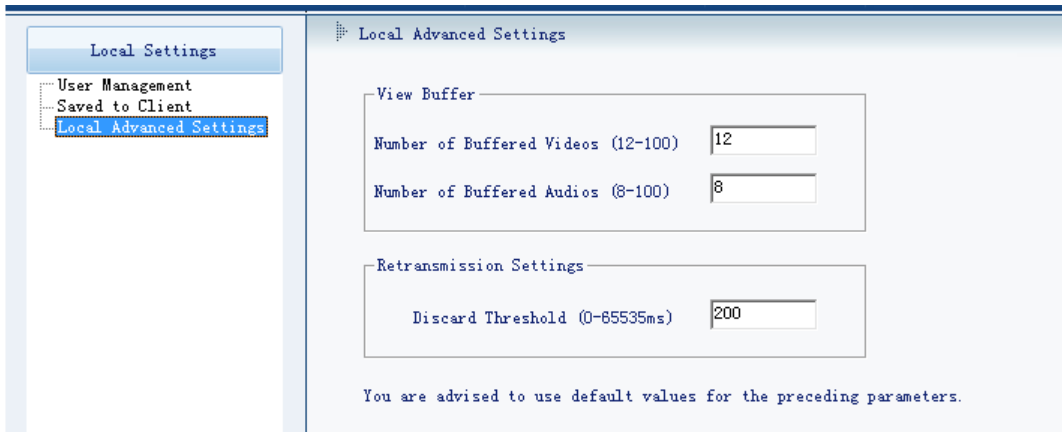 Local Settings
User Management
Saved to Client
Local Advanced Settings
Local Advanced Settings
View Buffer
Number of Buffered Videos (12-100) 12
Number of Buffered Audios (8-100) 8
Retransmission Settings
Discard Threshold (0-65535ms) 200
You are advised to use default values for the preceding parameters.